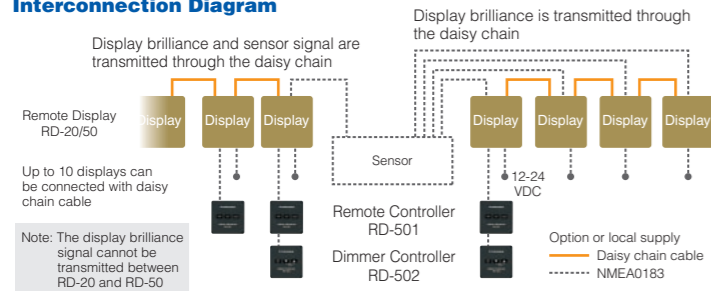 Interconnection Diagram
Display brilliance and sensor signal are
transmitted through the daisy chain
Display brilliance is transmitted through
the daisy chain
Remote Display
RD-20/50
Display
Display
Display
Display
Display
Display
Display
Sensor
Up to 10 displays can
be connected with daisy
chain cable
12-24
VDC
Remote Controller
RD-501
Dimmer Controller
RD-502
Note: The display brilliance
signal cannot be
transmitted between
RD-20 and RD-50
Option or local supply
Daisy chain cable
NMEA0183